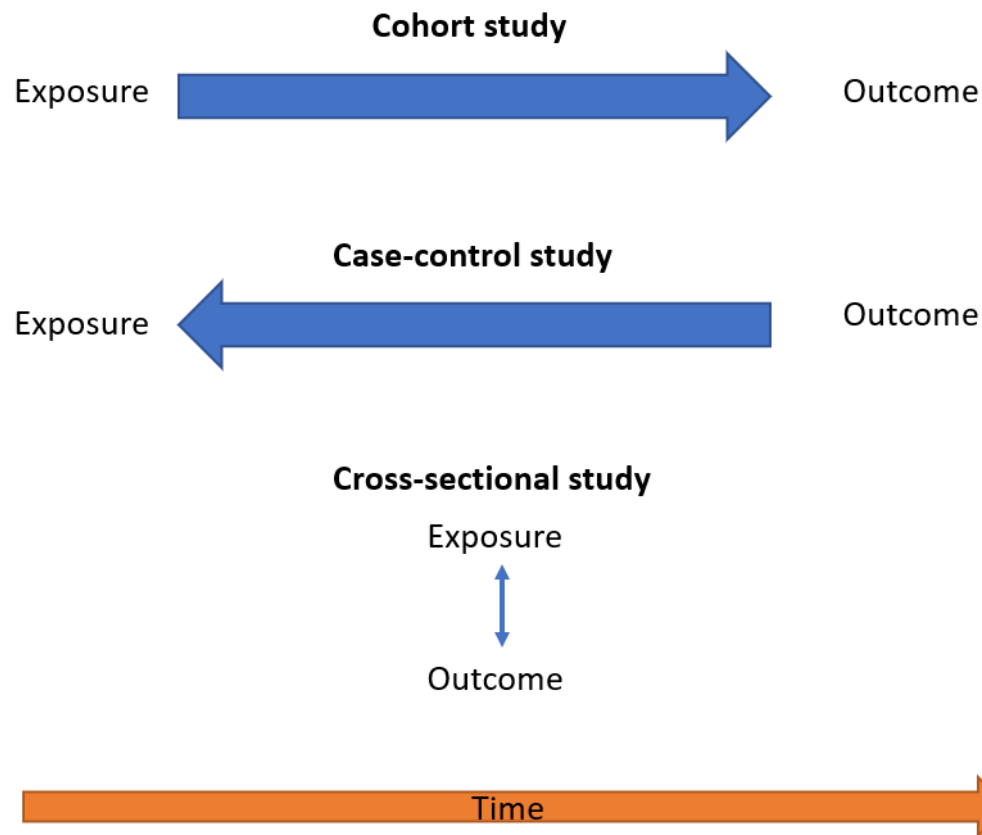 Cohort study
Exposure
Outcome
Case-control study
Exposure
Outcome
Cross-sectional study
Exposure
Outcome
Time